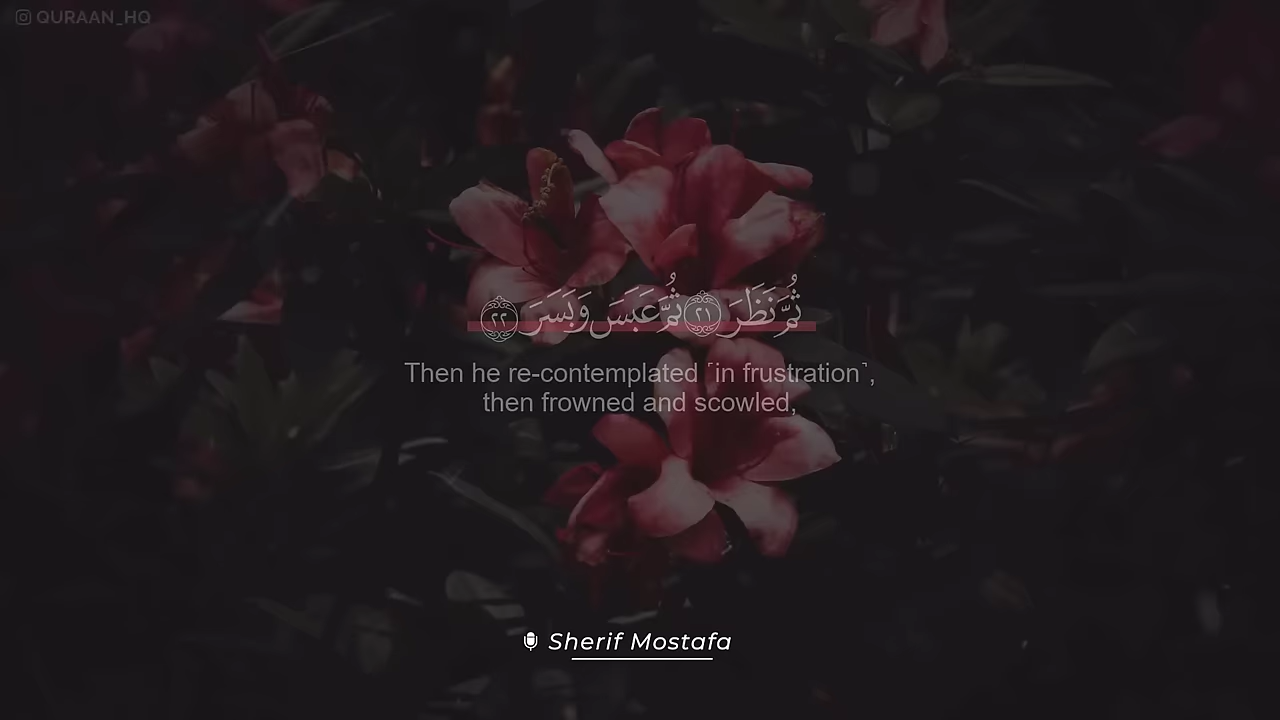 QURAAN_HQ
ثُمَّ نَظَرَ ٢١ ثُمَّ عَبَسَ وَبَسَرَ ٢٢
Then he re-contemplated ˹in frustration˺,
then frowned and scowled,
Sherif Mostafa